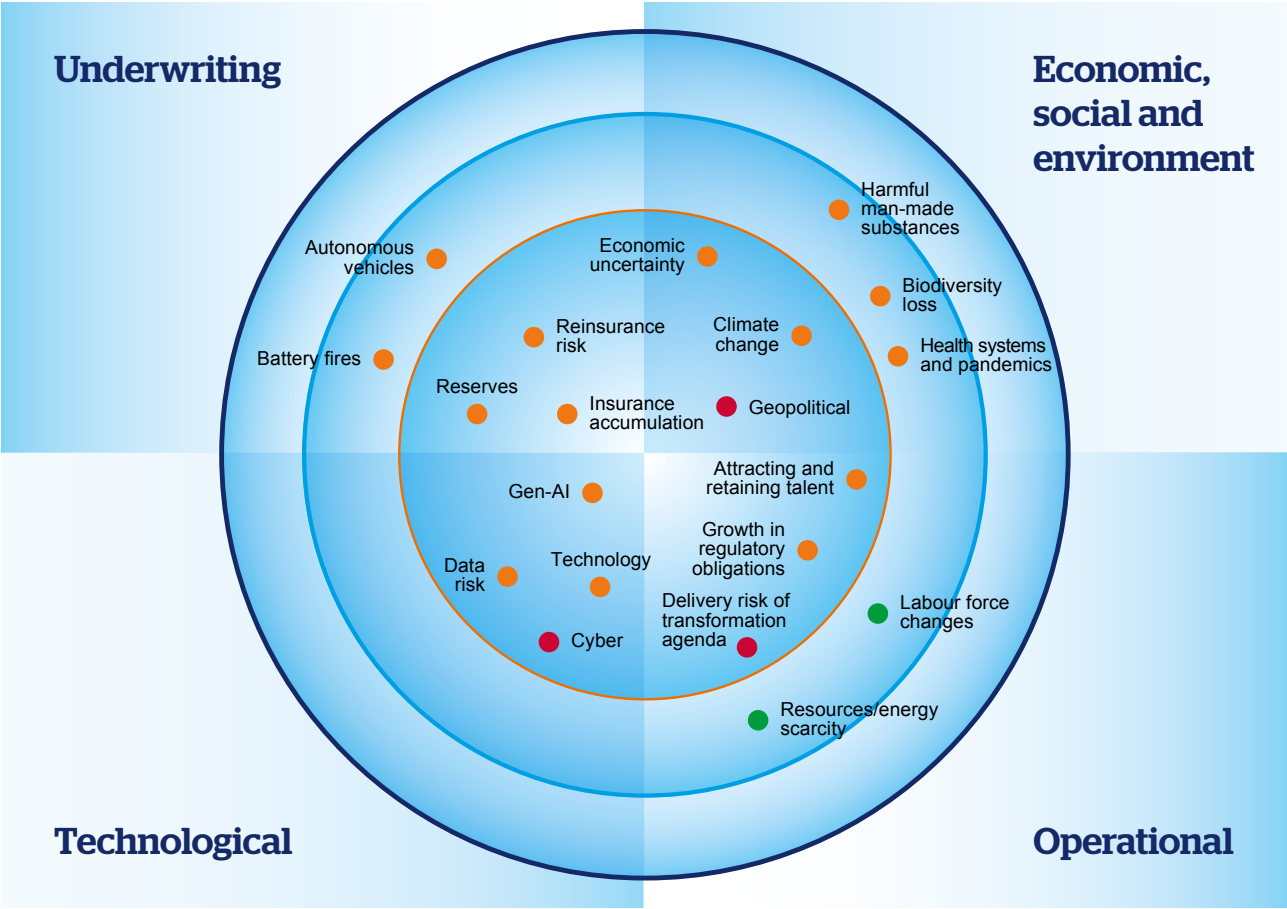 Underwriting
Economic,
social and
environment
Harmful
man-made
substances
Autonomous
vehicles
Economic
uncertainty
Biodiversity
loss
Reinsurance
risk
Climate
change
Health systems
and pandemics
Battery fires
Reserves
Insurance
accumulation
Geopolitical
Attracting and
retaining talent
Gen-AI
Growth in
regulatory
obligations
Data
risk
Technology
Delivery risk of
transformation
agenda
Labour force
changes
Cyber
Resources/energy
scarcity
Technological
Operational